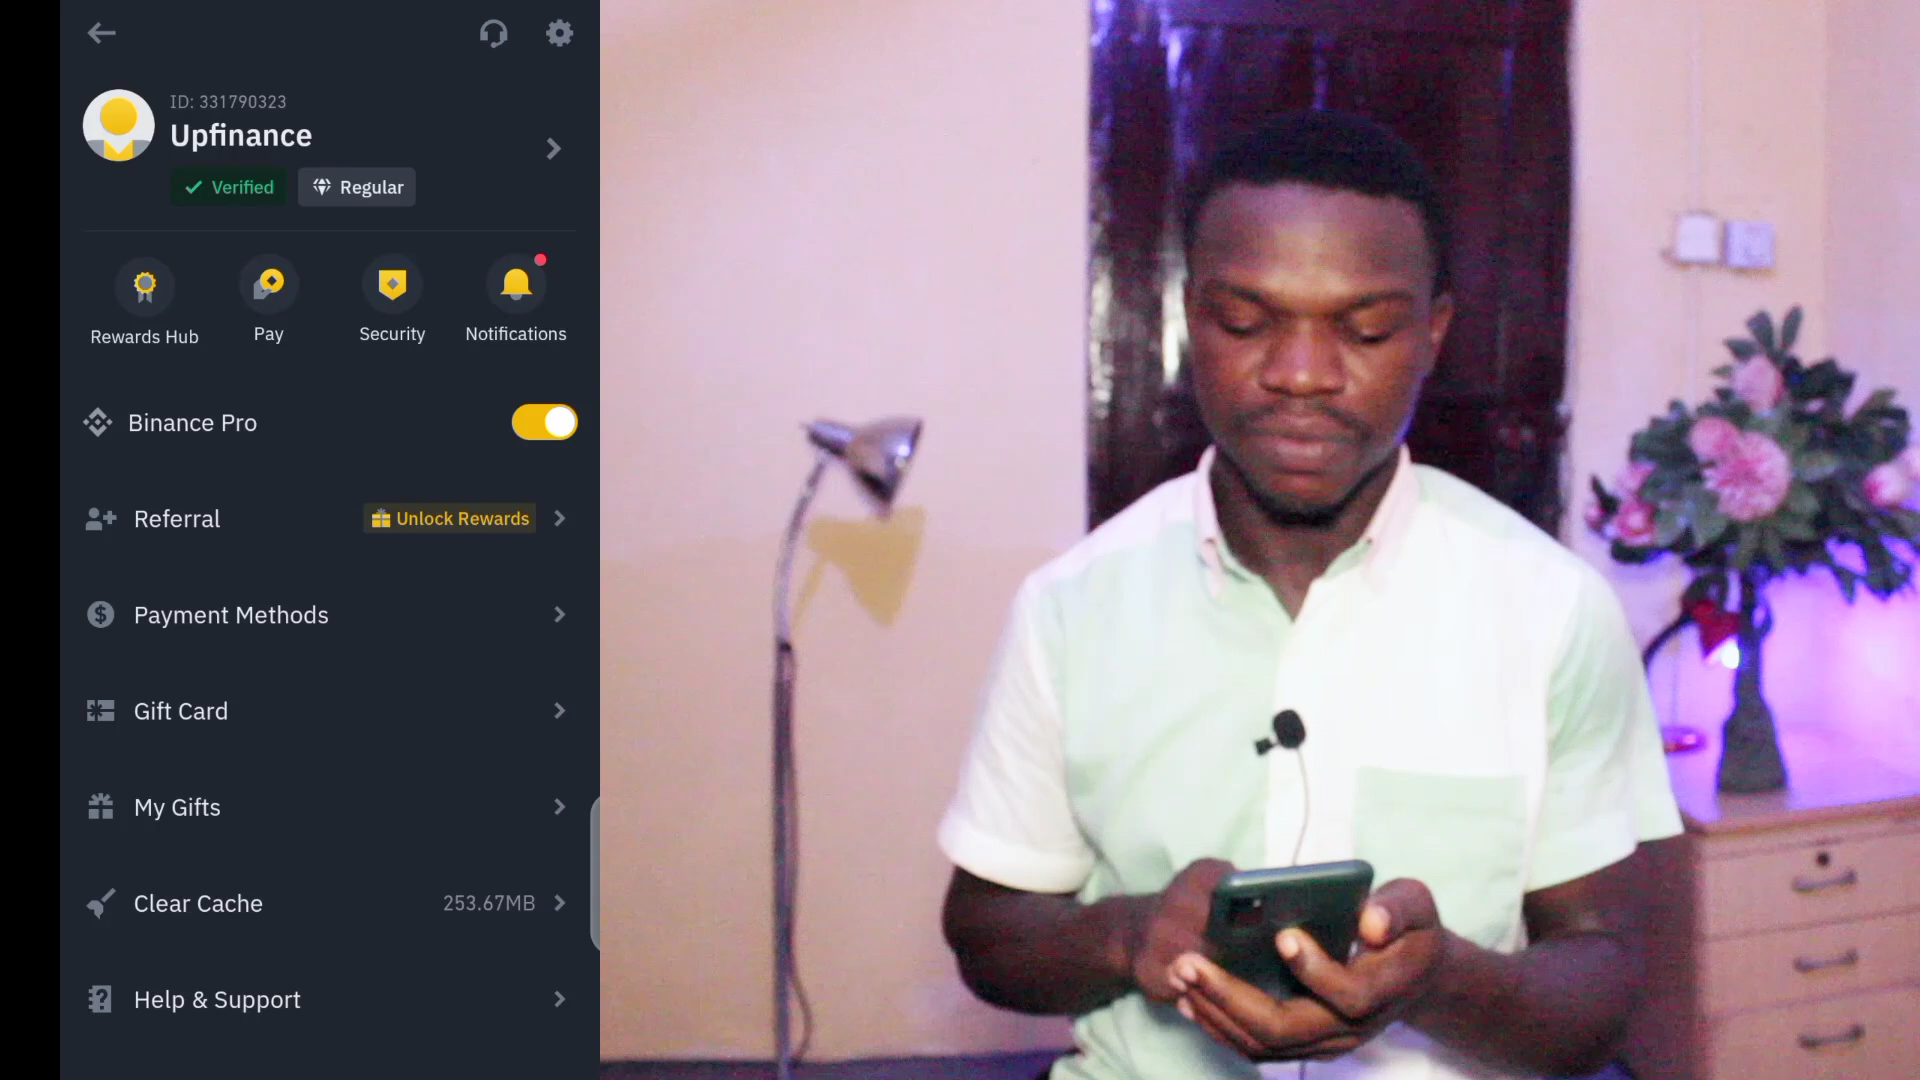 ID: 331790323
Upfinance
Verified
Regular
Rewards Hub
Pay
Security
Notifications
Binance Pro
Referral
Unlock Rewards
Payment Methods
Gift Card
My Gifts
Clear Cache
253.67MB
Help & Support